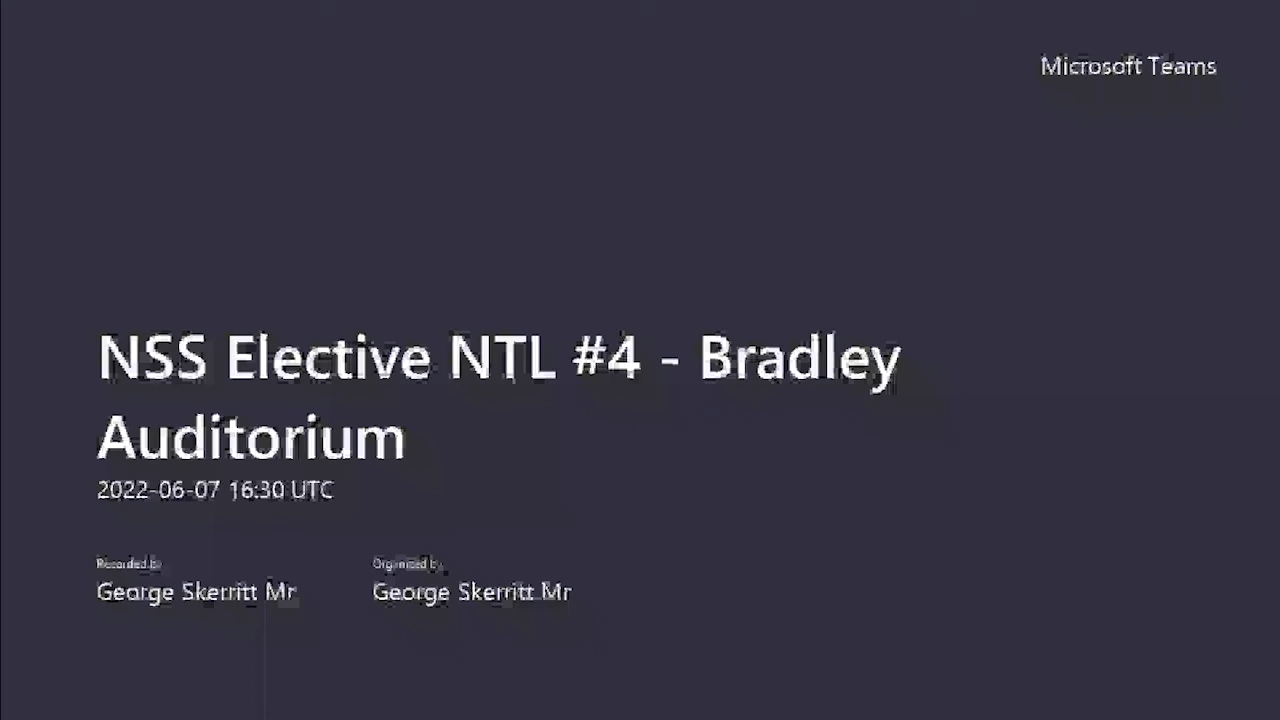 Microsoft Teams
NSS Elective NTL #4 - Bradley
Auditorium
2022-06-07 16:30 UTC
Recorded by
Organized by
George Skerritt Mr
George Skerritt Mr